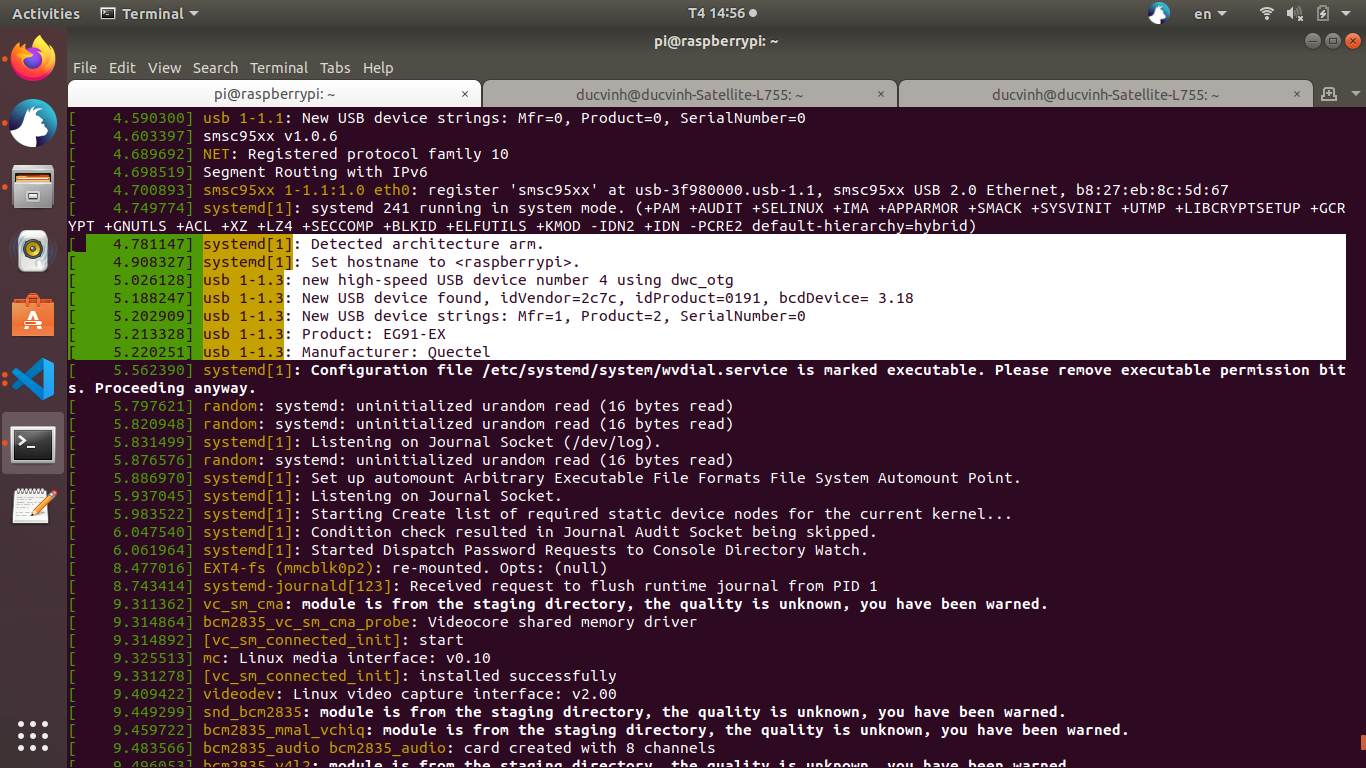 Activities Terminal T4 14:56 en
pi@raspberrypi: ~
File Edit View Search Terminal Tabs Help
pi@raspberrypi: ~ × ducvinh@ducvinh-Satellite-L755: ~ × ducvinh@ducvinh-Satellite-L755: ~ ×
[    4.590300] usb 1-1.1: New USB device strings: Mfr=0, Product=0, SerialNumber=0
[    4.603397] smsc95xx v1.0.6
[    4.689692] NET: Registered protocol family 10
[    4.698519] Segment Routing with IPv6
[    4.700893] smsc95xx 1-1.1:1.0 eth0: register 'smsc95xx' at usb-3f980000.usb-1.1, smsc95xx USB 2.0 Ethernet, b8:27:eb:8c:5d:67
[    4.749774] systemd[1]: systemd 241 running in system mode. (+PAM +AUDIT +SELINUX +IMA +APPARMOR +SMACK +SYSVINIT +UTMP +LIBCRYPTSETUP +GCR
YPT +GNUTLS +ACL +XZ +LZ4 +SECCOMP +BLKID +ELFUTILS +KMOD -IDN2 +IDN -PCRE2 default-hierarchy=hybrid)
[    4.781147] systemd[1]: Detected architecture arm.
[    4.908327] systemd[1]: Set hostname to <raspberrypi>.
[    5.026128] usb 1-1.3: new high-speed USB device number 4 using dwc_otg
[    5.188247] usb 1-1.3: New USB device found, idVendor=2c7c, idProduct=0191, bcdDevice= 3.18
[    5.202909] usb 1-1.3: New USB device strings: Mfr=1, Product=2, SerialNumber=0
[    5.213328] usb 1-1.3: Product: EG91-EX
[    5.220251] usb 1-1.3: Manufacturer: Quectel
[    5.562390] systemd[1]: Configuration file /etc/systemd/system/wvdial.service is marked executable. Please remove executable permission bit
s. Proceeding anyway.
[    5.797621] random: systemd: uninitialized urandom read (16 bytes read)
[    5.820948] random: systemd: uninitialized urandom read (16 bytes read)
[    5.831499] systemd[1]: Listening on Journal Socket (/dev/log).
[    5.876576] random: systemd: uninitialized urandom read (16 bytes read)
[    5.886970] systemd[1]: Set up automount Arbitrary Executable File Formats File System Automount Point.
[    5.937045] systemd[1]: Listening on Journal Socket.
[    5.983522] systemd[1]: Starting Create list of required static device nodes for the current kernel...
[    6.047540] systemd[1]: Condition check resulted in Journal Audit Socket being skipped.
[    6.061964] systemd[1]: Started Dispatch Password Requests to Console Directory Watch.
[    8.477016] EXT4-fs (mmcblk0p2): re-mounted. Opts: (null)
[    8.743414] systemd-journald[123]: Received request to flush runtime journal from PID 1
[    9.311362] vc_sm_cma: module is from the staging directory, the quality is unknown, you have been warned.
[    9.314864] bcm2835_vc_sm_cma_probe: Videocore shared memory driver
[    9.314892] [vc_sm_connected_init]: start
[    9.325513] mc: Linux media interface: v0.10
[    9.331278] [vc_sm_connected_init]: installed successfully
[    9.409422] videodev: Linux video capture interface: v2.00
[    9.449299] snd_bcm2835: module is from the staging directory, the quality is unknown, you have been warned.
[    9.459722] bcm2835_mmal_vchiq: module is from the staging directory, the quality is unknown, you have been warned.
[    9.483566] bcm2835_audio bcm2835_audio: card created with 8 channels
[    9.496053] bcm2835_v4l2: module is from the staging directory, the quality is unknown, you have been warned.